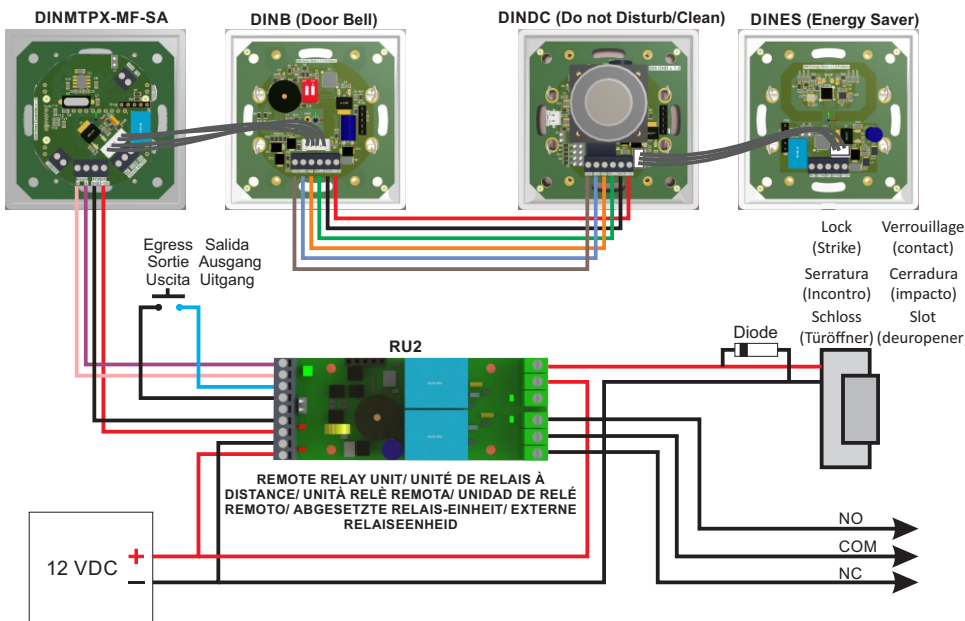 DINMTPX-MF-SA
DINB (Door Bell)
DINDC (Do not Disturb/Clean)
DINES (Energy Saver)
Egress Salida
Sortie Ausgang
Uscita Uitgang
Lock Verrouillage
(Strike) (contact)
Serratura Cerradura
(Incontro) (impacto)
Schloss Slot
(Türöffner) (deuropener)
Diode
RU2
REMOTE RELAY UNIT/ UNITÉ DE RELAIS À
DISTANCE/ UNITÀ RELÈ REMOTA/ UNIDAD DE RELÉ
REMOTO/ ABGESETZTE RELAIS-EINHEIT/ EXTERNE
RELAISEENHEID
12 VDC
+
–
NO
COM
NC